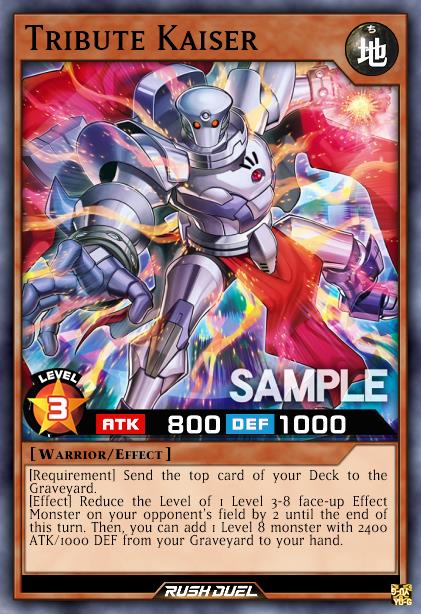 TRIBUTE KAISER
ち
地
SAMPLE
LEVEL
3
ATK 800 DEF 1000
[WARRIOR/EFFECT]
[Requirement] Send the top card of your Deck to the
Graveyard.
[Effect] Reduce the Level of 1 Level 3-8 face-up Effect
Monster on your opponent's field by 2 until the end of
this turn. Then, you can add 1 Level 8 monster with 2400
ATK/1000 DEF from your Graveyard to your hand.
RUSH DUEL